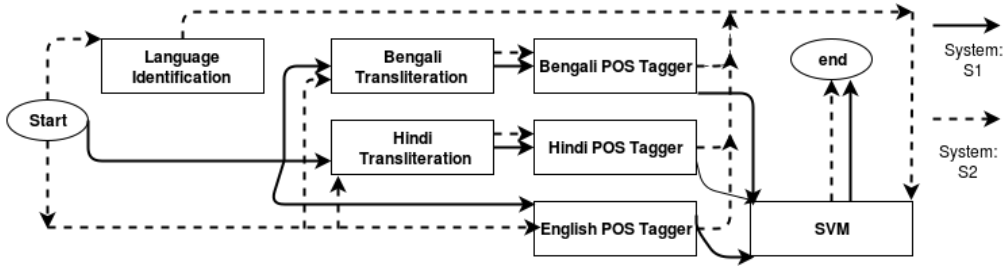 Language
Identification
Bengali
Transliteration
Bengali POS Tagger
end
System:
S1
Start
Hindi
Transliteration
Hindi POS Tagger
System:
S2
English POS Tagger
SVM